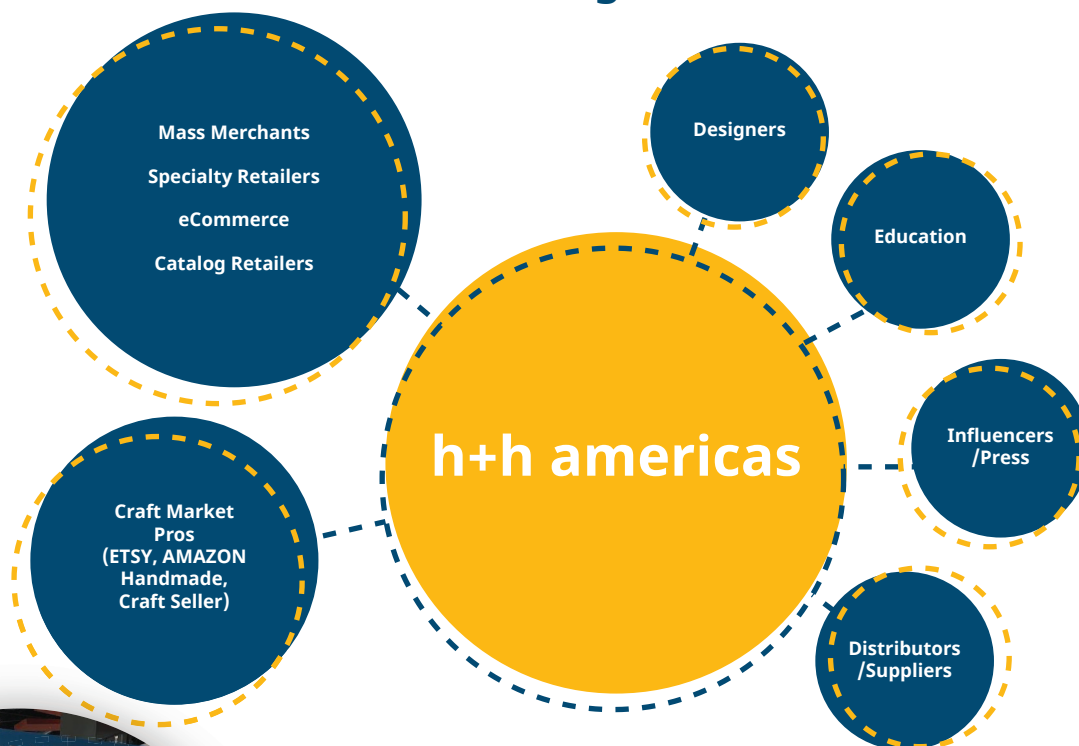 Mass Merchants
Specialty Retailers
eCommerce
Catalog Retailers
Designers
Education
h+h americas
Influencers
/Press
Craft Market
Pros
(ETSY, AMAZON
Handmade,
Craft Seller)
Distributors
/Suppliers